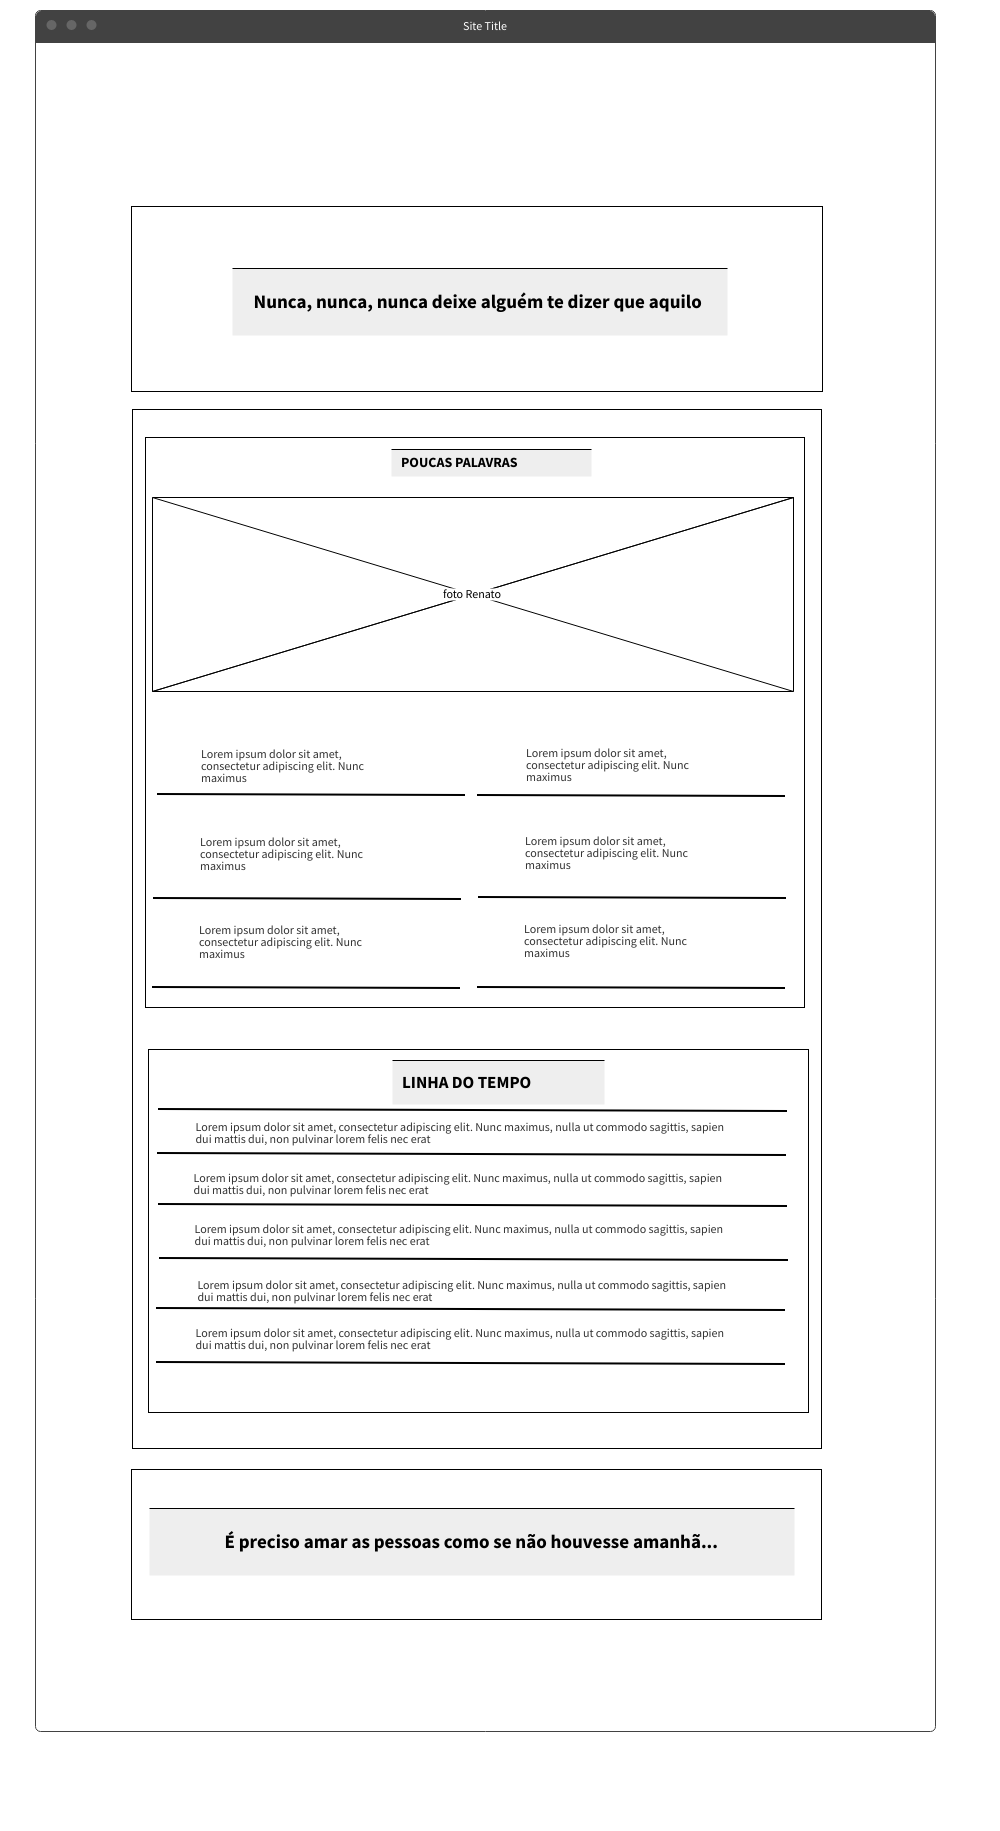 Site Title
Nunca, nunca, nunca deixe alguém te dizer que aquilo
POUCAS PALAVRAS
foto Renato
Lorem ipsum dolor sit amet,
consectetur adipiscing elit. Nunc
maximus
Lorem ipsum dolor sit amet,
consectetur adipiscing elit. Nunc
maximus
Lorem ipsum dolor sit amet,
consectetur adipiscing elit. Nunc
maximus
Lorem ipsum dolor sit amet,
consectetur adipiscing elit. Nunc
maximus
Lorem ipsum dolor sit amet,
consectetur adipiscing elit. Nunc
maximus
Lorem ipsum dolor sit amet,
consectetur adipiscing elit. Nunc
maximus
LINHA DO TEMPO
Lorem ipsum dolor sit amet, consectetur adipiscing elit. Nunc maximus, nulla ut commodo sagittis, sapien
dui mattis dui, non pulvinar lorem felis nec erat
Lorem ipsum dolor sit amet, consectetur adipiscing elit. Nunc maximus, nulla ut commodo sagittis, sapien
dui mattis dui, non pulvinar lorem felis nec erat
Lorem ipsum dolor sit amet, consectetur adipiscing elit. Nunc maximus, nulla ut commodo sagittis, sapien
dui mattis dui, non pulvinar lorem felis nec erat
Lorem ipsum dolor sit amet, consectetur adipiscing elit. Nunc maximus, nulla ut commodo sagittis, sapien
dui mattis dui, non pulvinar lorem felis nec erat
Lorem ipsum dolor sit amet, consectetur adipiscing elit. Nunc maximus, nulla ut commodo sagittis, sapien
dui mattis dui, non pulvinar lorem felis nec erat
É preciso amar as pessoas como se não houvesse amanhã...